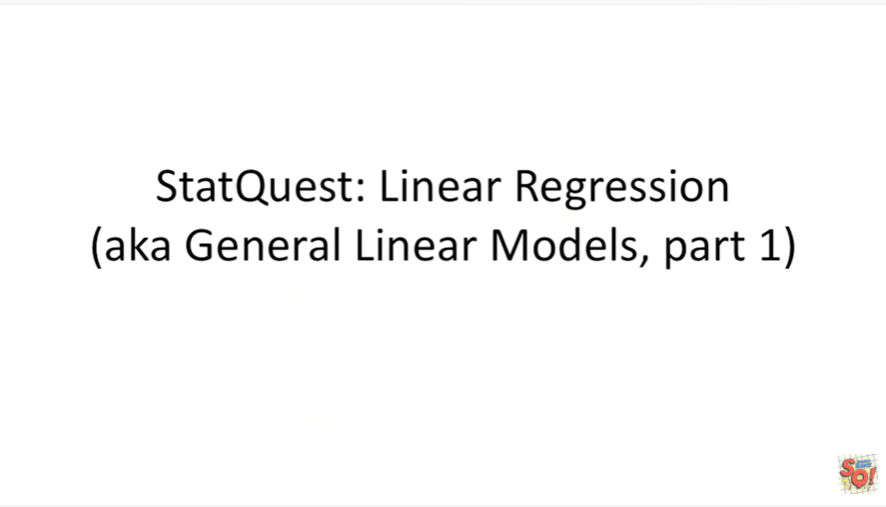 StatQuest: Linear Regression
(aka General Linear Models, part 1)